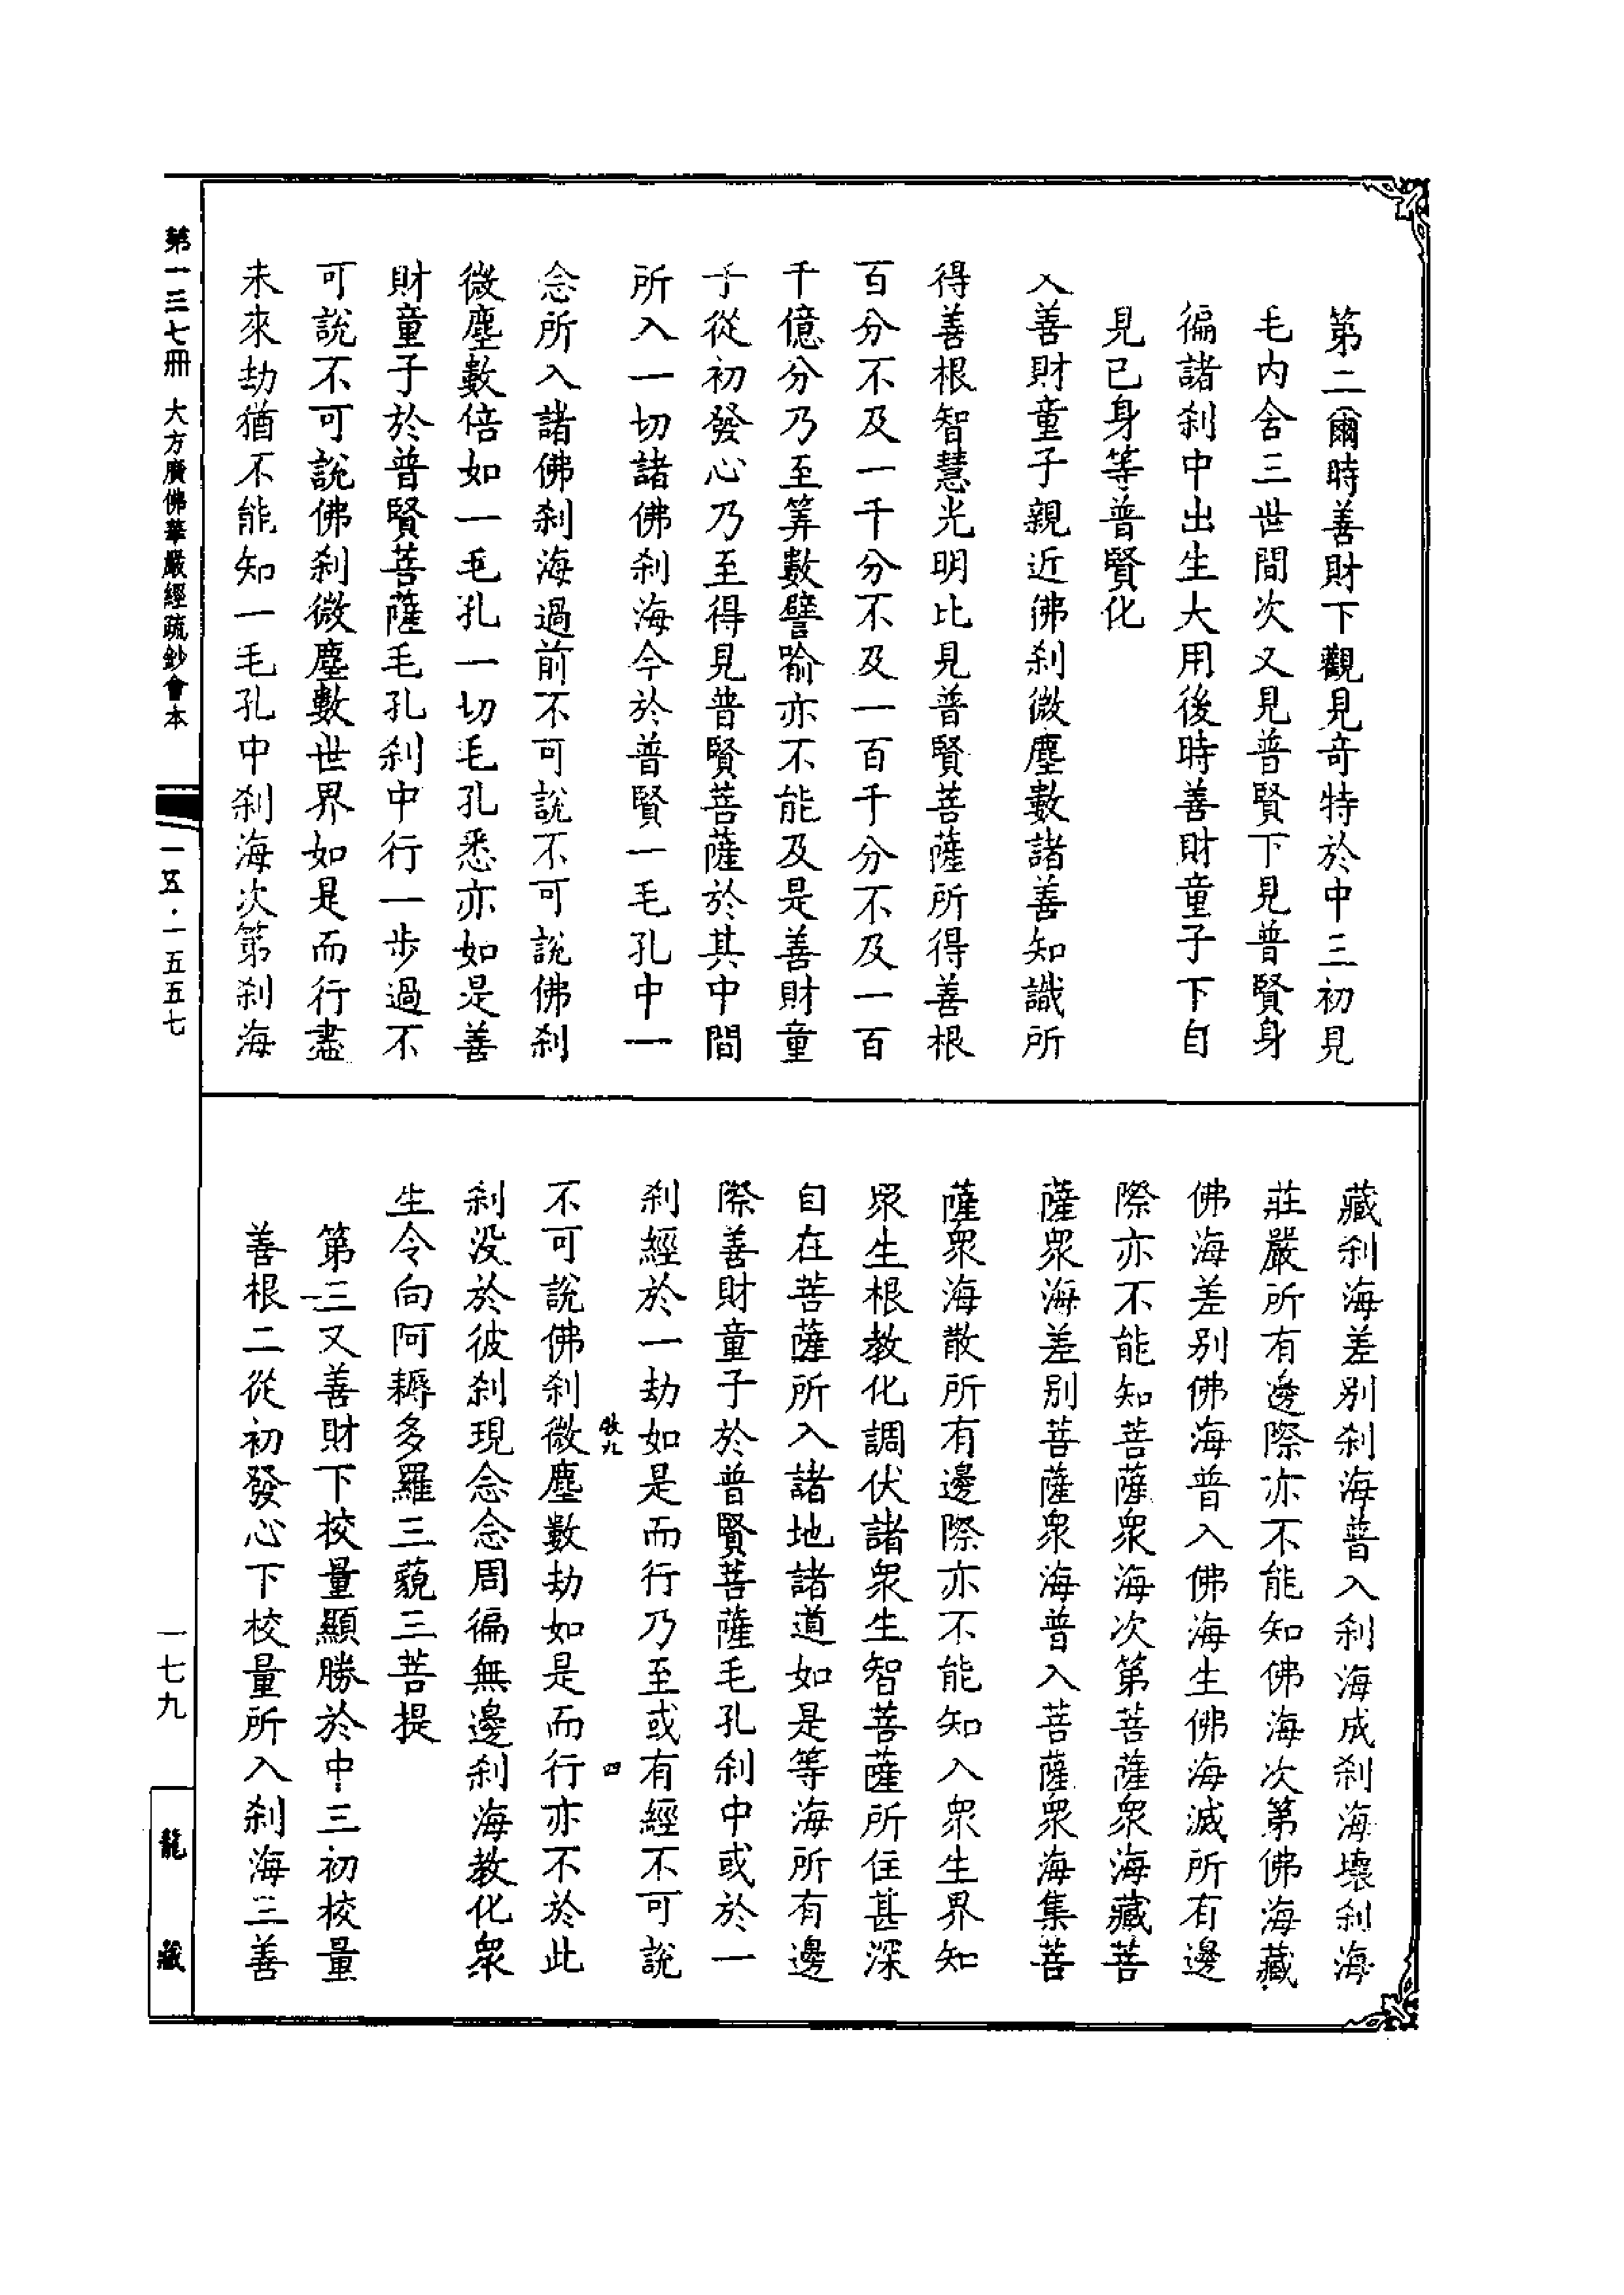 第二爾時善財下觀見奇特於中三初見
毛內含三世間次又見普賢下見普賢身
徧諸刹中出生大用後時善財童子下自
見已身等普賢化
入善財童子親近佛刹微塵數諸善知識所
得善根智慧光明比見普賢菩薩所得善根
百分不及一千分不及一百千分不及一百
千億分乃至筭數譬喻亦不能及是善財童
子從初發心乃至得見普賢菩薩於其中間
所入一切諸佛刹海今於普賢一毛孔中一
念所入諸佛刹海過前不可說不可說佛刹
微塵數倍如一毛孔一切毛孔悉亦如是善
財童子於普賢菩薩毛孔刹中行一步過不
可說不可說佛刹微塵數世界如是而行盡
未來劫猶不能知一毛孔中刹海次第刹海
藏刹海差別刹海普入刹海成刹海壞刹海
莊嚴所有邊際亦不能知佛海次第佛海藏
佛海差別佛海普入佛海生佛海滅所有邊
際亦不能知菩薩衆海次第菩薩衆海藏菩
薩衆海差別菩薩衆海普入菩薩衆海集菩
薩衆海散所有邊際亦不能知入衆生界知
衆生根教化調伏諸衆生智菩薩所住甚深
自在菩薩所入諸地諸道如是等海所有邊
際善財童子於普賢菩薩毛孔刹中或於一
刹經於一劫如是而行乃至或有經不可說
牧九 四
不可說佛刹微塵數劫如是而行亦不於此
刹没於彼刹現念念周徧無邊刹海教化衆
生令向阿耨多羅三藐三菩提
第三又善財下校量顯勝於中三初校量
善根二從初發心下校量所入刹海三善
第一三七冊 大方廣佛華嚴經疏鈔會本
一五·一五五七
一七九
龍藏